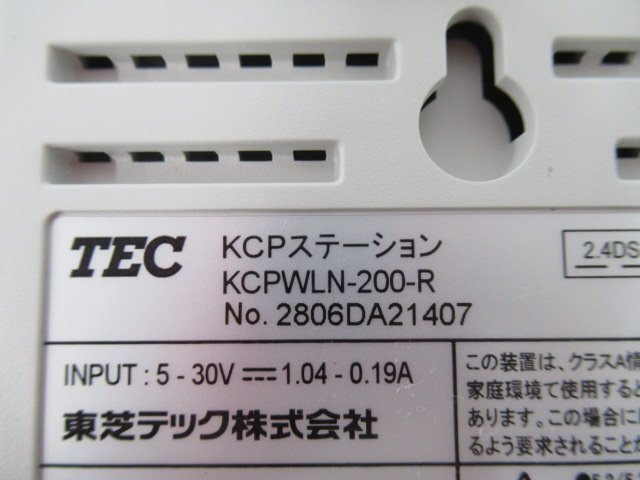 TEC
KCPステーション
KCPWLN-200-R
No. 2806DA21407
2.4DS
INPUT : 5 - 30V ⎓ 1.04 - 0.19A
東芝テック株式会社
この装置は、クラスA情
家庭環境で使用すると
あります。この場合に
るよう要求されること